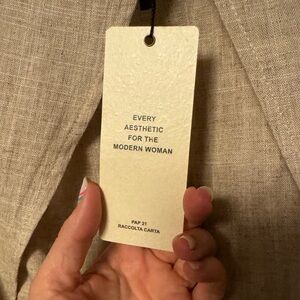 EVERY
AESTHETIC
FOR THE
MODERN WOMAN
PAP 21
RACCOLTA CARTA